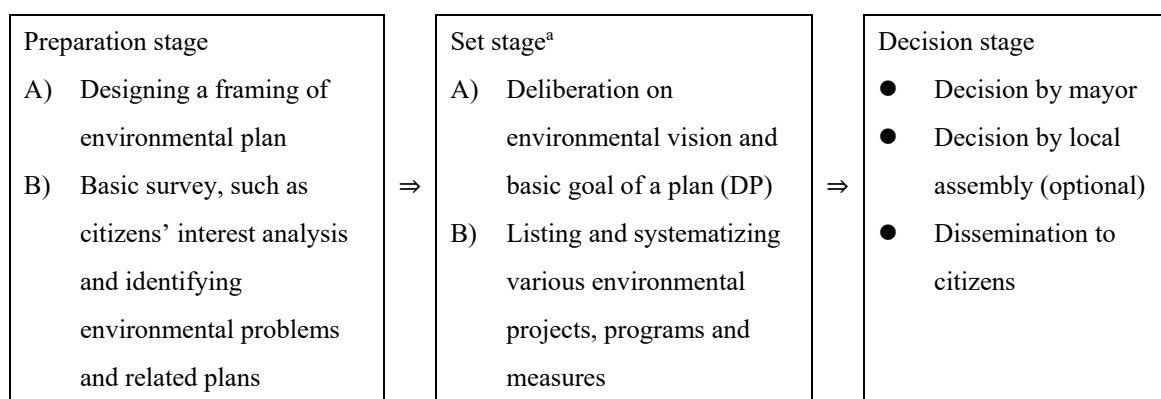 Preparation stage
A) Designing a framing of
environmental plan
B) Basic survey, such as
citizens’ interest analysis
and identifying
environmental problems
and related plans
⇒
Set stageᵃ
A) Deliberation on
environmental vision and
basic goal of a plan (DP)
B) Listing and systematizing
various environmental
projects, programs and
measures
⇒
Decision stage
● Decision by mayor
● Decision by local
assembly (optional)
● Dissemination to
citizens